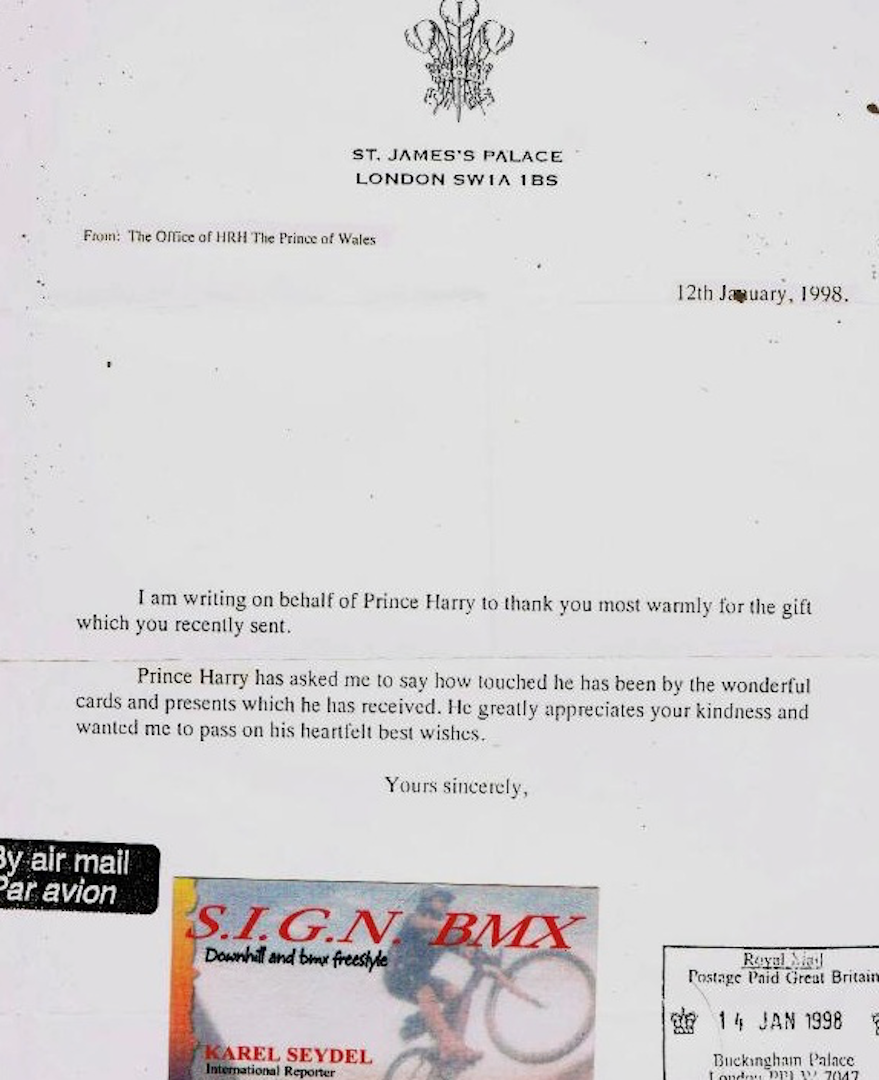 ST. JAMES'S PALACE
LONDON SW1A 1BS
From: The Office of HRH The Prince of Wales
12th January, 1998.
I am writing on behalf of Prince Harry to thank you most warmly for the gift
which you recently sent.
Prince Harry has asked me to say how touched he has been by the wonderful
cards and presents which he has received. He greatly appreciates your kindness and
wanted me to pass on his heartfelt best wishes.
Yours sincerely,
By air mail
Par avion
S.I.G.N. BMX
Downhill and bmx freestyle
KAREL SEYDEL
International Reporter
Royal Mail
Postage Paid Great Britain
14 JAN 1998
Buckingham Palace
London 7047